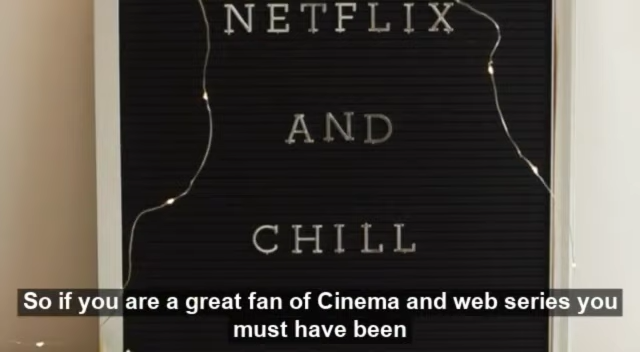 NETFLIX
AND
CHILL
So if you are a great fan of Cinema and web series you
must have been